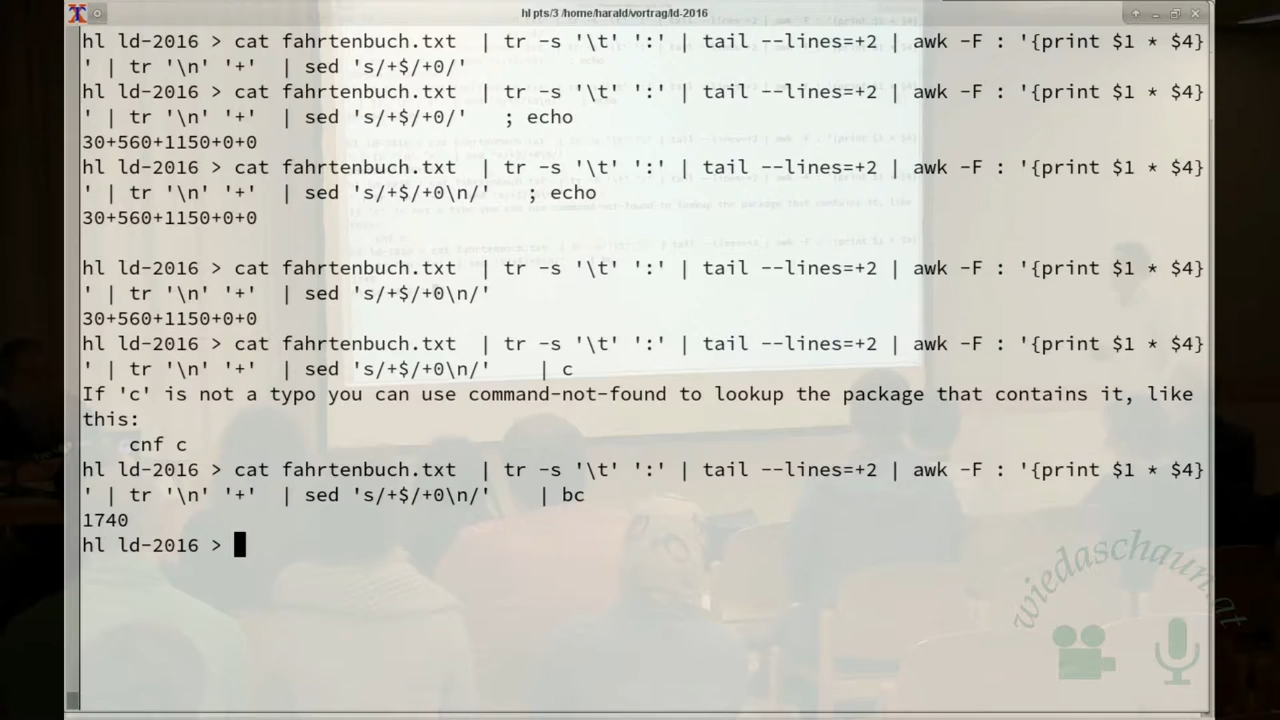 hl pts/3 /home/harald/vortrag/ld-2016
hl ld-2016 > cat fahrtenbuch.txt  | tr -s '\t' ':' | tail --lines=+2 | awk -F : '{print $1 * $4}
' | tr '\n' '+'  | sed 's/+$/+0/'
hl ld-2016 > cat fahrtenbuch.txt  | tr -s '\t' ':' | tail --lines=+2 | awk -F : '{print $1 * $4}
' | tr '\n' '+'  | sed 's/+$/+0/'   ; echo
30+560+1150+0+0
hl ld-2016 > cat fahrtenbuch.txt  | tr -s '\t' ':' | tail --lines=+2 | awk -F : '{print $1 * $4}
' | tr '\n' '+'  | sed 's/+$/+0\n/'   ; echo
30+560+1150+0+0
hl ld-2016 > cat fahrtenbuch.txt  | tr -s '\t' ':' | tail --lines=+2 | awk -F : '{print $1 * $4}
' | tr '\n' '+'  | sed 's/+$/+0\n/'
30+560+1150+0+0
hl ld-2016 > cat fahrtenbuch.txt  | tr -s '\t' ':' | tail --lines=+2 | awk -F : '{print $1 * $4}
' | tr '\n' '+'  | sed 's/+$/+0\n/'    | c
If 'c' is not a typo you can use command-not-found to lookup the package that contains it, like
this:
    cnf c
hl ld-2016 > cat fahrtenbuch.txt  | tr -s '\t' ':' | tail --lines=+2 | awk -F : '{print $1 * $4}
' | tr '\n' '+'  | sed 's/+$/+0\n/'    | bc
1740
hl ld-2016 >
wiedaschaun.at